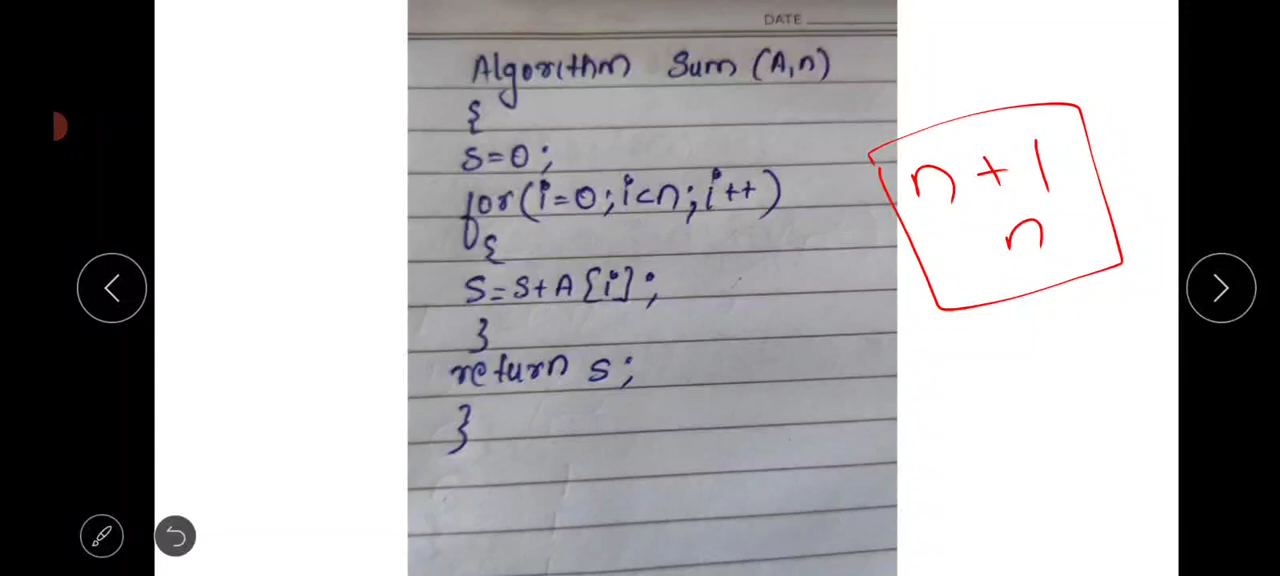 DATE
Algorithm Sum (A,n)
{
s=0;
for(i=0;i<n;i++)
{
S=S+A[i];
}
return s;
}
n+1
n